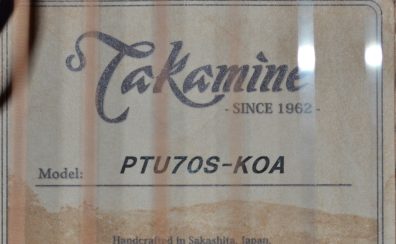 Takamine
- SINCE 1962 -
Model: PTU70S-KOA
Handcrafted in Sakashita, Japan.